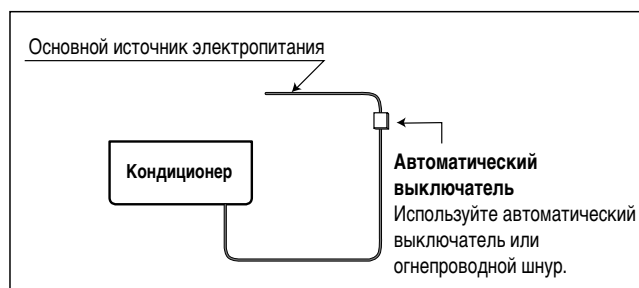 Основной источник электропитания
Кондиционер
Автоматический
выключатель
Используйте автоматический
выключатель или
огнепроводной шнур.